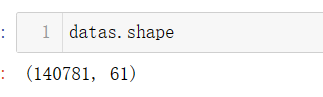 : 1 datas.shape
: (140781, 61)